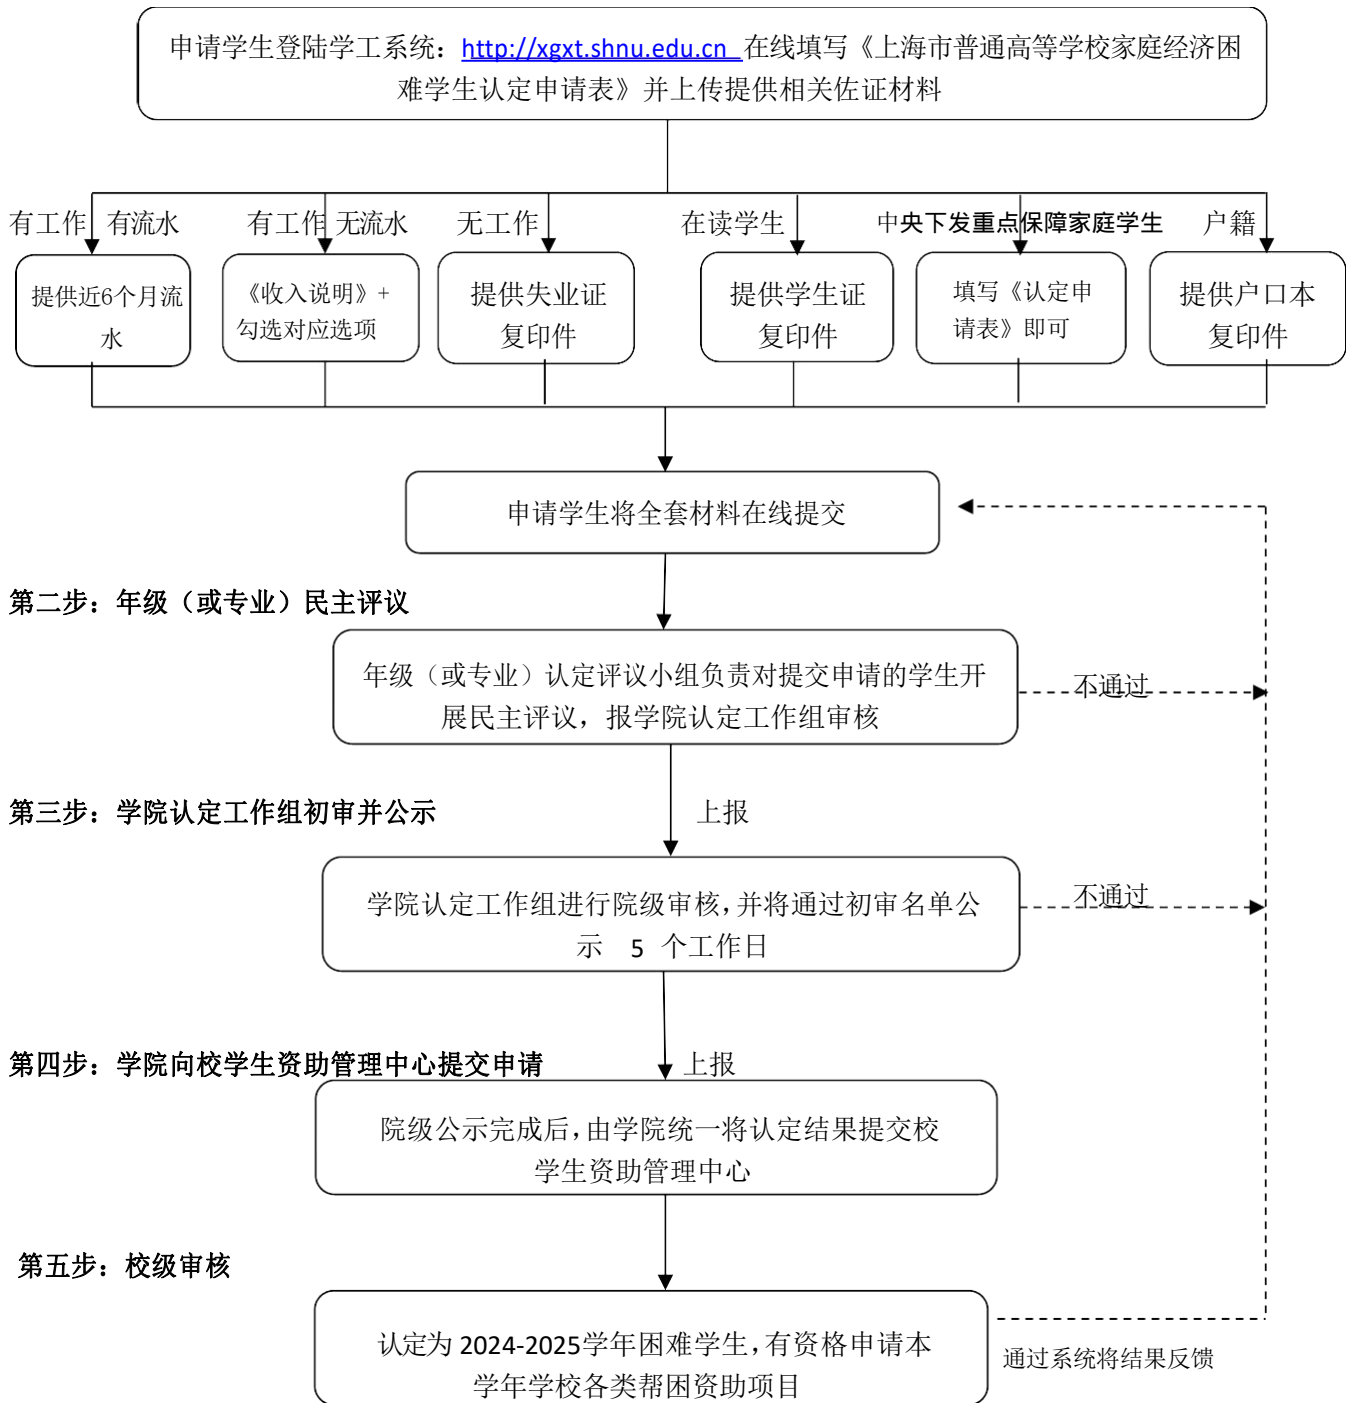 申请学生登陆学工系统：http://xgxt.shnu.edu.cn 在线填写《上海市普通高等学校家庭经济困
难学生认定申请表》并上传提供相关佐证材料
有工作 有流水
有工作 无流水
无工作
在读学生
中央下发重点保障家庭学生
户籍
提供近6个月流
水
《收入说明》+
勾选对应选项
提供失业证
复印件
提供学生证
复印件
填写《认定申
请表》即可
提供户口本
复印件
申请学生将全套材料在线提交
第二步：年级（或专业）民主评议
年级（或专业）认定评议小组负责对提交申请的学生开
展民主评议，报学院认定工作组审核
不通过
第三步：学院认定工作组初审并公示
上报
学院认定工作组进行院级审核，并将通过初审名单公
示 5 个工作日
不通过
第四步：学院向校学生资助管理中心提交申请
上报
院级公示完成后，由学院统一将认定结果提交校
学生资助管理中心
第五步：校级审核
认定为 2024-2025学年困难学生，有资格申请本
学年学校各类帮困资助项目
通过系统将结果反馈